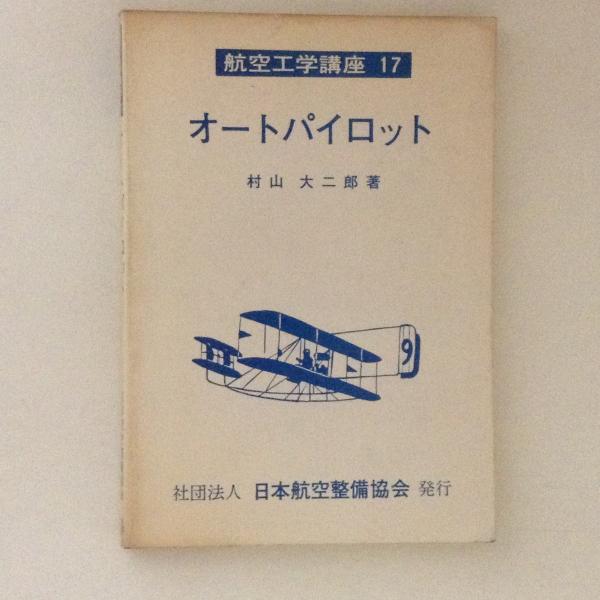 航空工学講座 17
オートパイロット
村山 大二郎著
9
社団法人 日本航空整備協会 発行